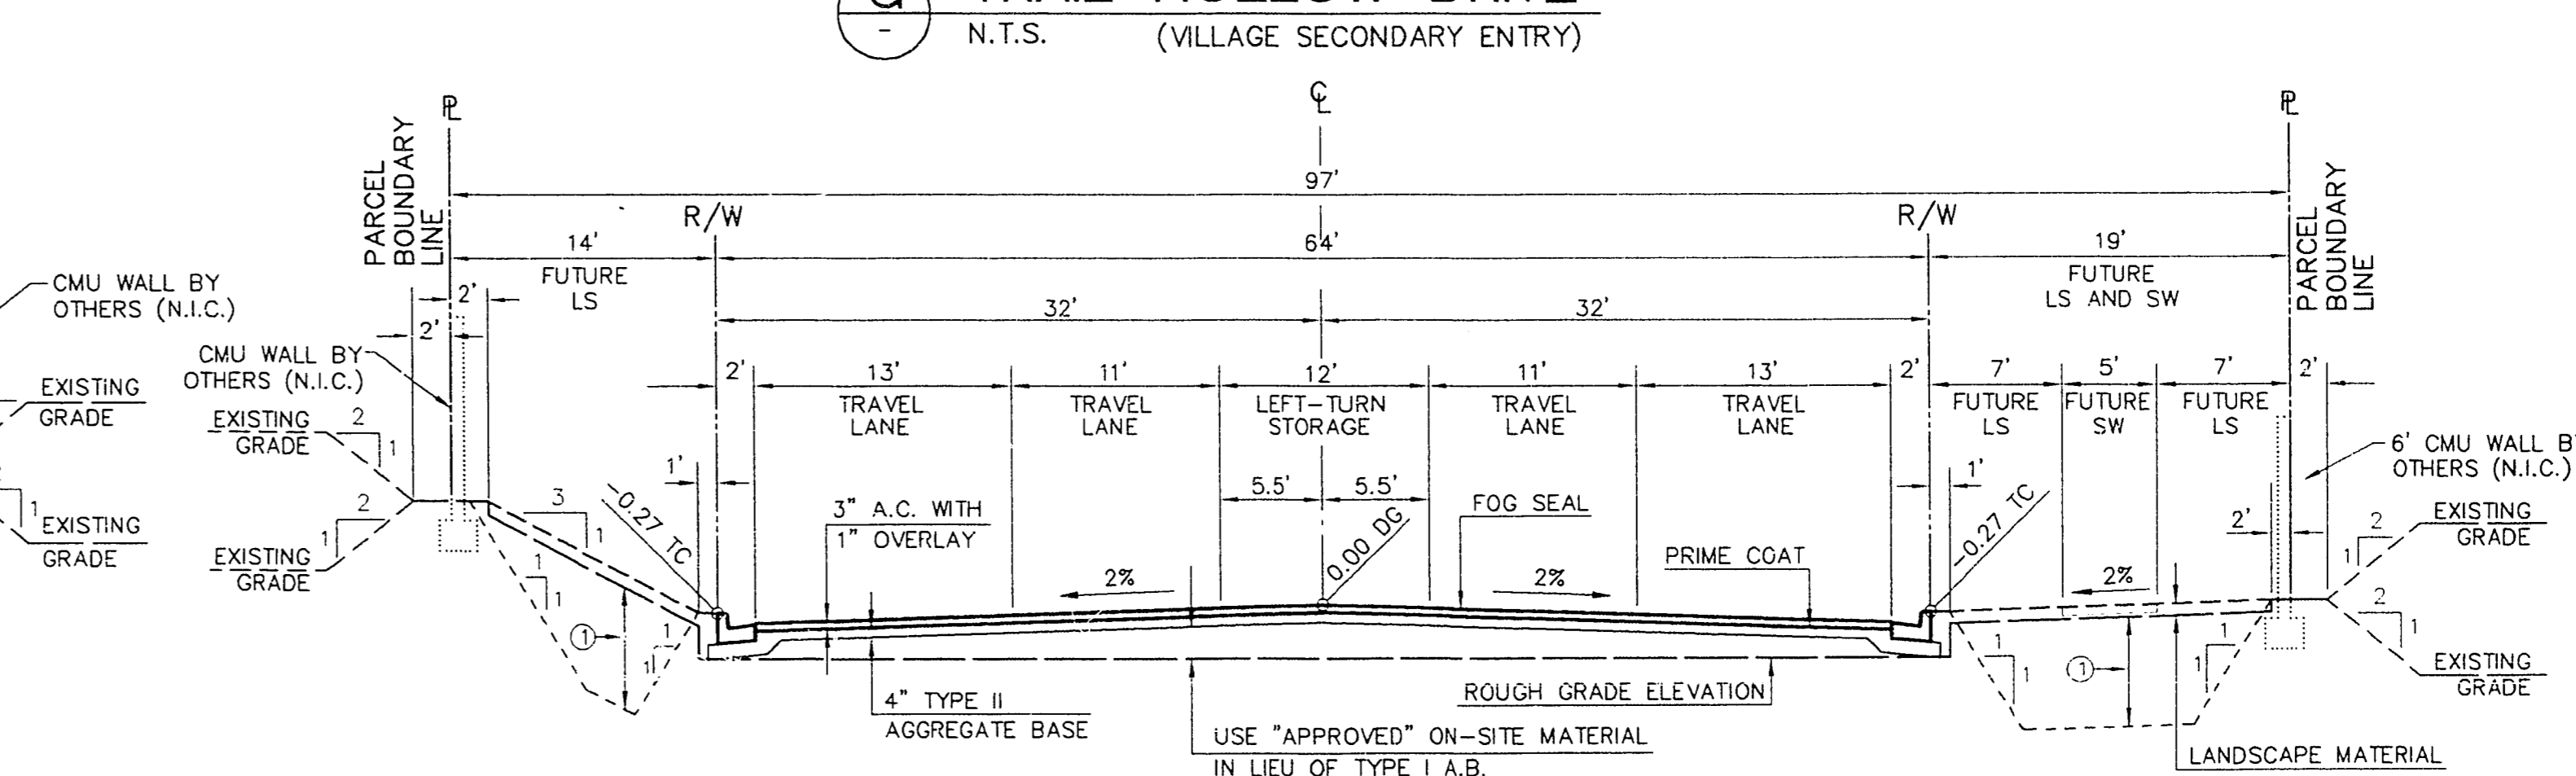 N.T.S. (VILLAGE SECONDARY ENTRY)
PL
CL
PL
PARCEL
BOUNDARY
LINE
97'
PARCEL
BOUNDARY
LINE
R/W
R/W
14'
64'
19'
FUTURE
LS
FUTURE
LS AND SW
CMU WALL BY
OTHERS (N.I.C.)
2'
2'
32'
32'
CMU WALL BY
OTHERS (N.I.C.)
2'
13'
11'
12'
11'
13'
2'
7'
5'
7'
2'
TRAVEL
LANE
TRAVEL
LANE
LEFT-TURN
STORAGE
TRAVEL
LANE
TRAVEL
LANE
FUTURE
LS
FUTURE
SW
FUTURE
LS
EXISTING
GRADE
EXISTING
GRADE
2
1
6' CMU WALL BY
OTHERS (N.I.C.)
1'
1'
5.5'
5.5'
-0.27 TC
3" A.C. WITH
1" OVERLAY
0.00 DG
FOG SEAL
PRIME COAT
-0.27 TC
3
1
2
1
EXISTING
GRADE
1
EXISTING
GRADE
2'
EXISTING
GRADE
2
1
2%
2%
2%
1
1
1
1
1
4" TYPE II
AGGREGATE BASE
USE "APPROVED" ON-SITE MATERIAL
IN LIEU OF TYPE I A.B.
ROUGH GRADE ELEVATION
1
1
1
1
1
2
1
EXISTING
GRADE
LANDSCAPE MATERIAL